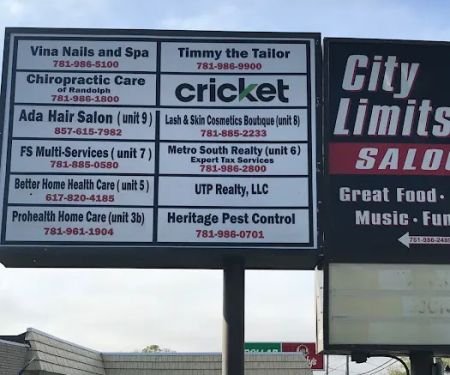 Vina Nails and Spa
781-986-5100
Chiropractic Care
of Randolph
781-986-1800
Ada Hair Salon (unit 9)
857-615-7982
FS Multi-Services (unit 7)
781-885-0580
Better Home Health Care (unit 5)
617-820-4185
Prohealth Home Care (unit 3b)
781-961-1904
Timmy the Tailor
781-986-9900
cricket
Lash & Skin Cosmetics Boutique (unit 8)
781-885-2233
Metro South Realty (unit 6)
Expert Tax Services
781-986-2800
UTP Realty, LLC
Heritage Pest Control
781-986-0701
City
Limits
SALOO
Great Food ·
Music · Fun
DOLLAR